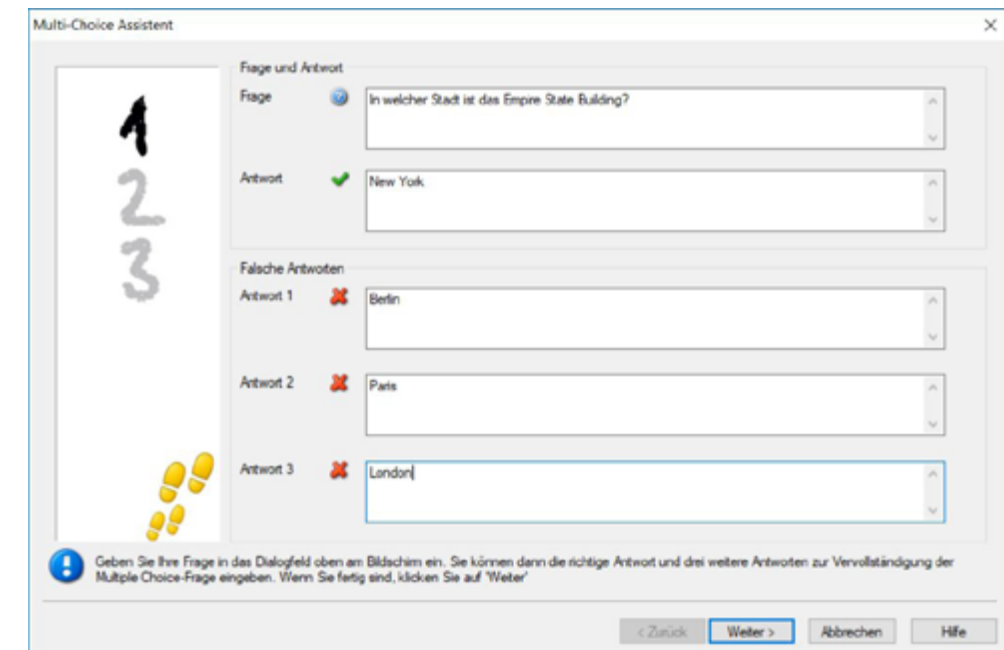 Multi-Choice Assistent
1
2
3
Frage und Antwort
Frage
In welcher Stadt ist das Empire State Building?
Antwort
New York
Falsche Antworten
Antwort 1
Berlin
Antwort 2
Paris
Antwort 3
London
Geben Sie Ihre Frage in das Dialogfeld oben am Bildschirm ein. Sie können dann die richtige Antwort und drei weitere Antworten zur Vervollständigung der
Multiple Choice-Frage eingeben. Wenn Sie fertig sind, klicken Sie auf 'Weiter'
< Zurück Weiter > Abbrechen Hilfe